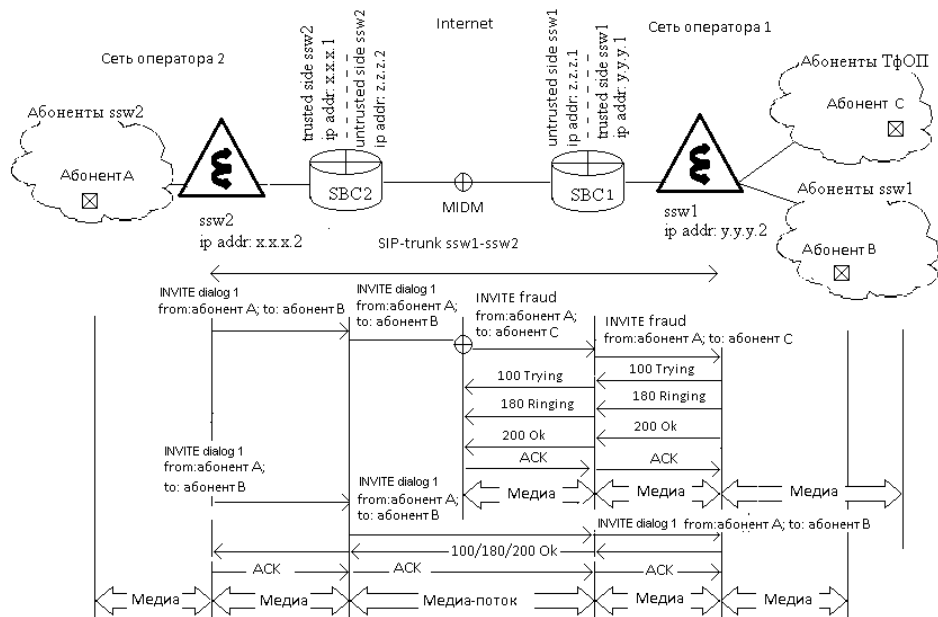 Internet
Сеть оператора 1
Сеть оператора 2
trusted side ssw2
ip addr: x.x.x.1
untrusted side ssw2
ip addr: z.z.z.2
untrusted side ssw1
ip addr: z.z.z.1
trusted side ssw1
ip addr: y.y.y.1
Абоненты ТфОП
Абонент С
Абоненты ssw2
Абонент А
SBC2
MIDM
SBC1
Абоненты ssw1
Абонент В
ssw2
ip addr: x.x.x.2
ssw1
ip addr: y.y.y.2
SIP-trunk ssw1-ssw2
INVITE dialog 1
from:абонент А; to: абонент В
INVITE dialog 1
from:абонент А;
to: абонент В
INVITE fraud
from:абонент А;
to: абонент С
INVITE fraud
from:абонент А; to: абонент С
100 Trying
100 Trying
180 Ringing
180 Ringing
200 Ok
200 Ok
ACK
ACK
INVITE dialog 1
from:абонент А;
to: абонент В
INVITE dialog 1
from:абонент А;
to: абонент В
Медиа
Медиа
Медиа
INVITE dialog 1 from:абонент А; to: абонент В
100/180/200 Ok
ACK
ACK
ACK
Медиа
Медиа
Медиа-поток
Медиа
Медиа